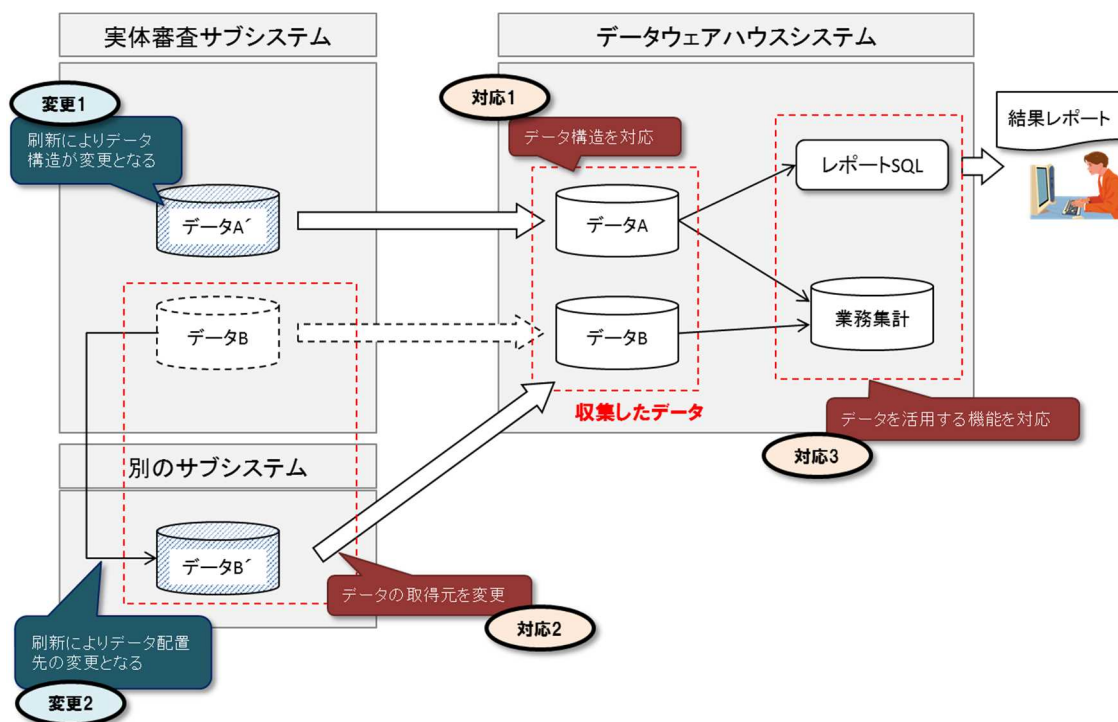 実体審査サブシステム
データウェアハウスシステム
変更1
刷新によりデータ
構造が変更となる
対応1
データ構造を対応
結果レポート
レポートSQL
データA´
データA
データB
データB
業務集計
収集したデータ
データを活用する機能を対応
対応3
別のサブシステム
データB´
データの取得元を変更
対応2
刷新によりデータ配置
先の変更となる
変更2